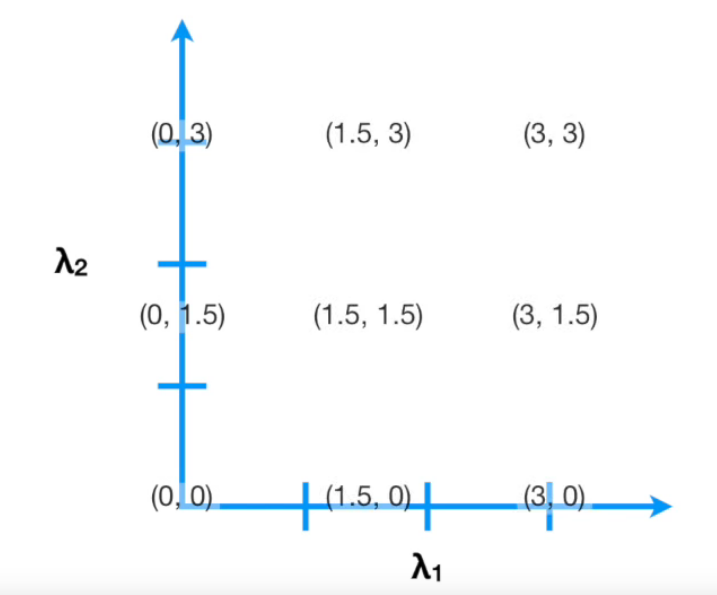 (0, 3) (1.5, 3) (3, 3)
λ2
(0, 1.5) (1.5, 1.5) (3, 1.5)
(0, 0) (1.5, 0) (3, 0)
λ1